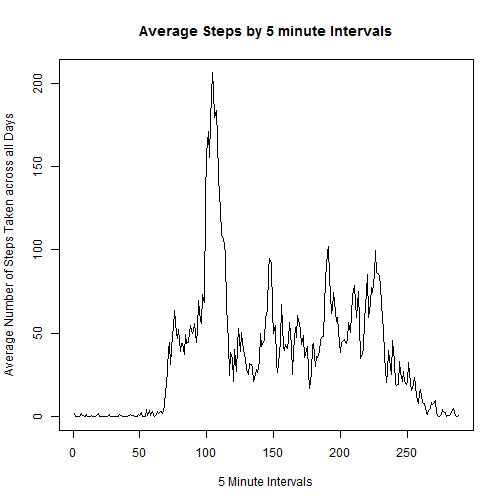 Average Steps by 5 minute Intervals
Average Number of Steps Taken across all Days
200
150
100
50
0
0 50 100 150 200 250
5 Minute Intervals